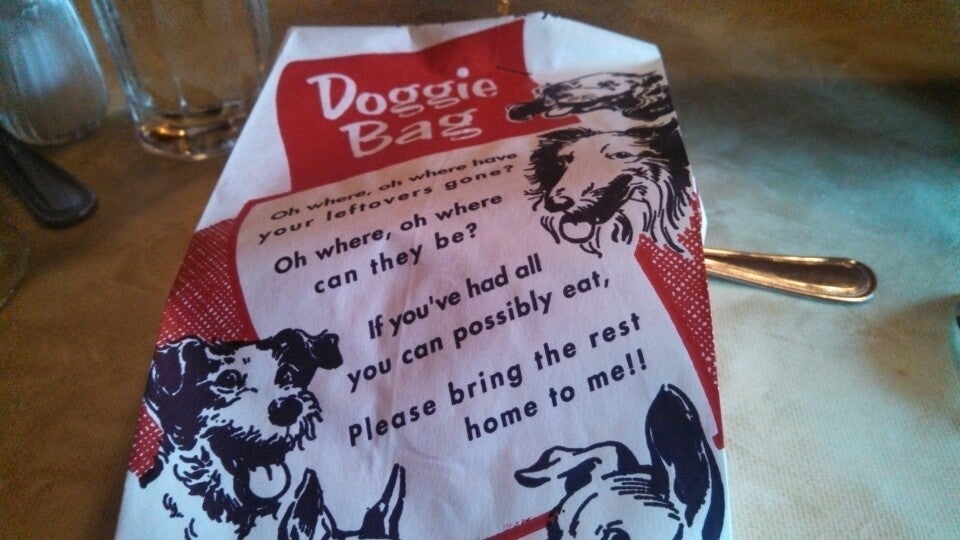 Doggie
Bag
Oh where, oh where have
your leftovers gone?
Oh where, oh where
can they be?
If you've had all
you can possibly eat,
Please bring the rest
home to me!!